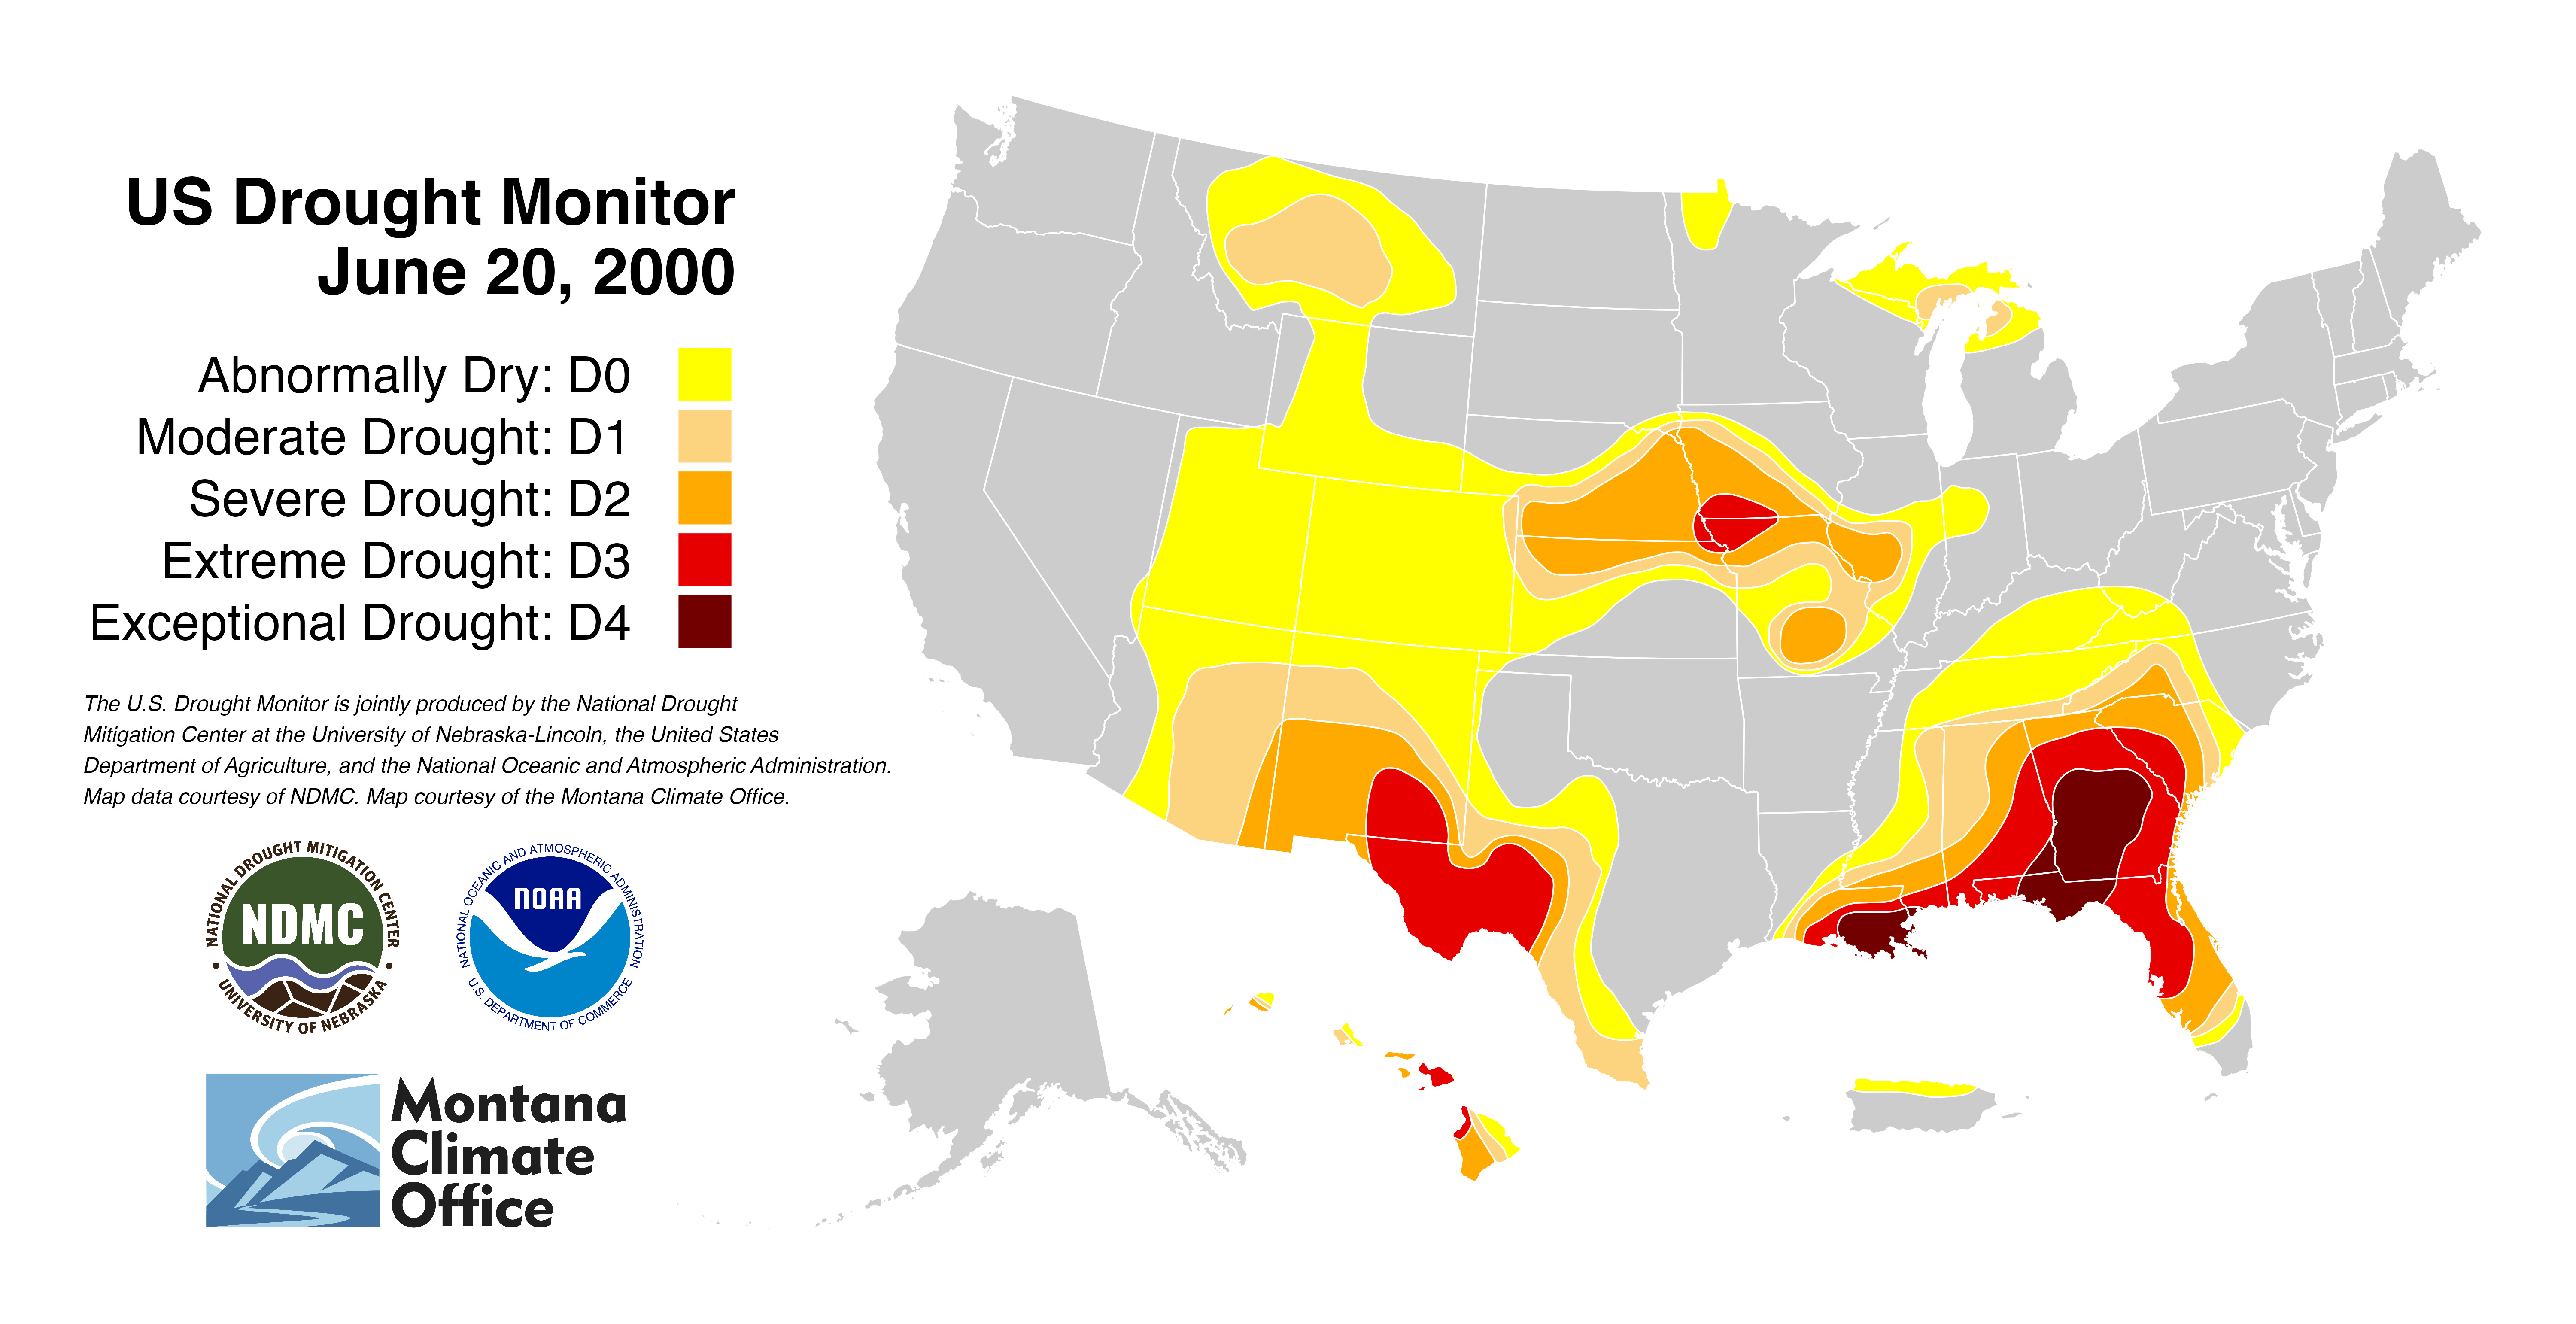 US Drought Monitor
June 20, 2000
Abnormally Dry: D0
Moderate Drought: D1
Severe Drought: D2
Extreme Drought: D3
Exceptional Drought: D4
The U.S. Drought Monitor is jointly produced by the National Drought
Mitigation Center at the University of Nebraska-Lincoln, the United States
Department of Agriculture, and the National Oceanic and Atmospheric Administration.
Map data courtesy of NDMC. Map courtesy of the Montana Climate Office.
NATIONAL DROUGHT MITIGATION CENTER
NDMC
• UNIVERSITY OF NEBRASKA •
NATIONAL OCEANIC AND ATMOSPHERIC ADMINISTRATION
NOAA
U.S. DEPARTMENT OF COMMERCE
Montana
Climate
Office